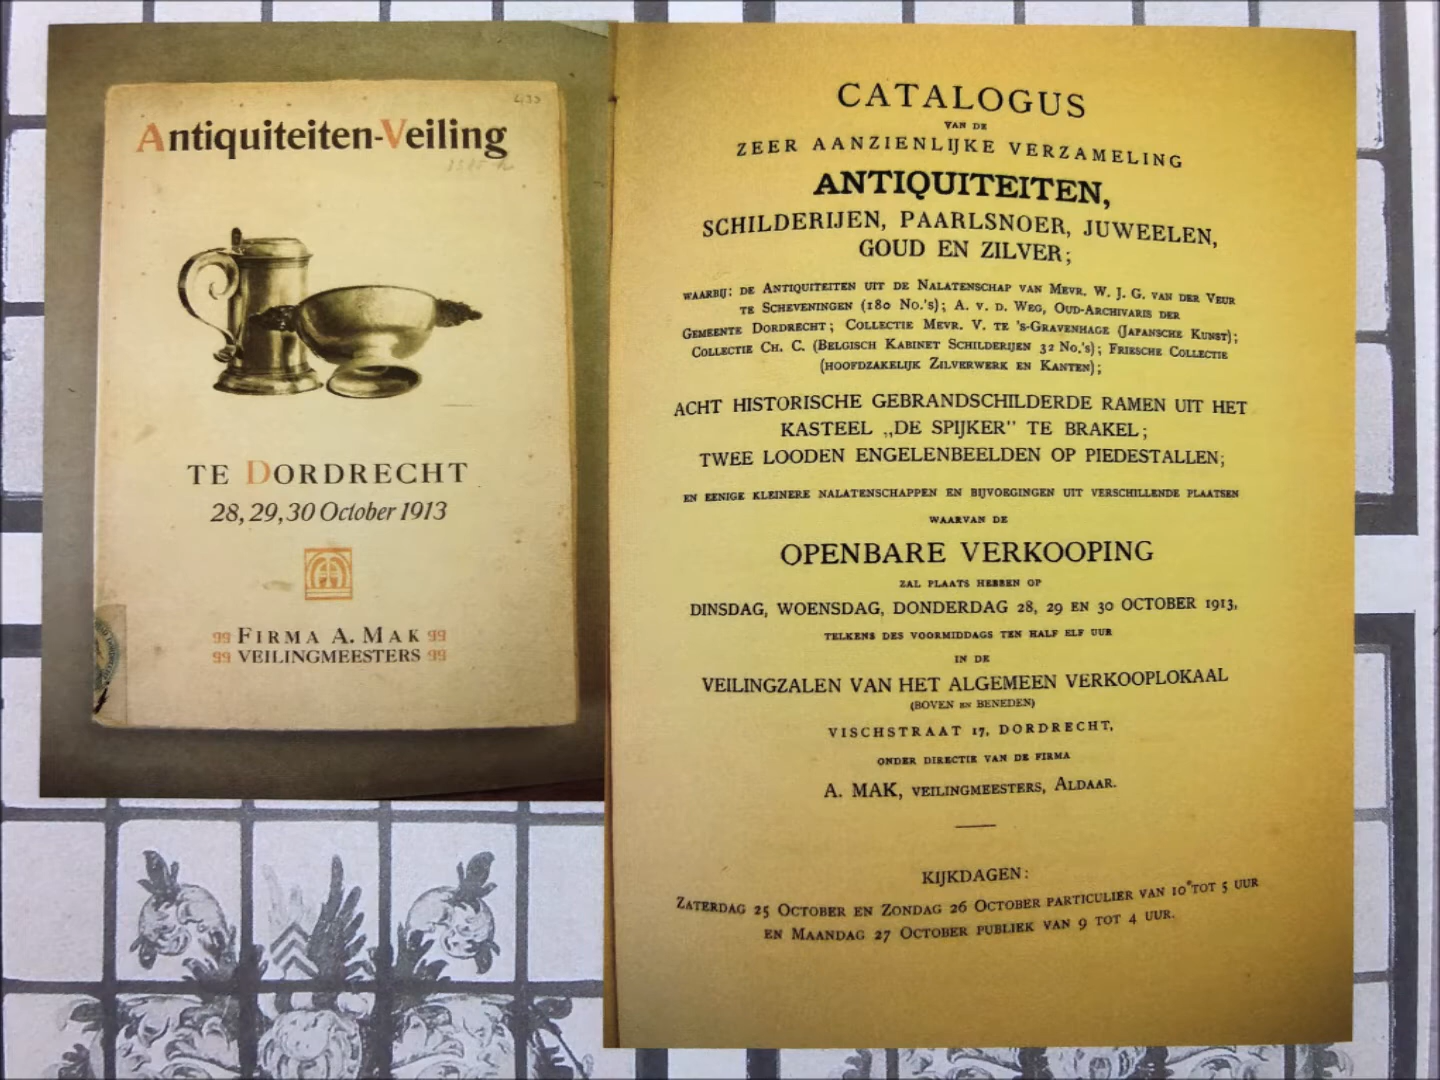 Antiquiteiten-Veiling
TE DORDRECHT
28, 29, 30 October 1913
FIRMA A. MAK
VEILINGMEESTERS
CATALOGUS
VAN DE
ZEER AANZIENLIJKE VERZAMELING
ANTIQUITEITEN,
SCHILDERIJEN, PAARLSNOER, JUWEELEN,
GOUD EN ZILVER;
WAARBIJ: DE ANTIQUITEITEN UIT DE NALATENSCHAP VAN MEVR. W. J. G. VAN DER VEUR
TE SCHEVENINGEN (180 NO.'S); A. V. D. WEG, OUD-ARCHIVARIS DER
GEMEENTE DORDRECHT; COLLECTIE MEVR. V. TE 'S-GRAVENHAGE (JAPANSCHE KUNST);
COLLECTIE CH. C. (BELGISCH KABINET SCHILDERIJEN 32 NO.'S); FRIESCHE COLLECTIE
(HOOFDZAKELIJK ZILVERWERK EN KANTEN);
ACHT HISTORISCHE GEBRANDSCHILDERDE RAMEN UIT HET
KASTEEL „DE SPIJKER" TE BRAKEL;
TWEE LOODEN ENGELENBEELDEN OP PIEDESTALLEN;
EN EENIGE KLEINERE NALATENSCHAPPEN EN BIJVOEGINGEN UIT VERSCHILLENDE PLAATSEN
WAARVAN DE
OPENBARE VERKOOPING
ZAL PLAATS HEBBEN OP
DINSDAG, WOENSDAG, DONDERDAG 28, 29 EN 30 OCTOBER 1913,
TELKENS DES VOORMIDDAGS TEN HALF ELF UUR
IN DE
VEILINGZALEN VAN HET ALGEMEEN VERKOOPLOKAAL
(BOVEN EN BENEDEN)
VISCHSTRAAT 17, DORDRECHT,
ONDER DIRECTIE VAN DE FIRMA
A. MAK, VEILINGMEESTERS, ALDAAR.
KIJKDAGEN:
ZATERDAG 25 OCTOBER EN ZONDAG 26 OCTOBER PARTICULIER VAN 10 TOT 5 UUR
EN MAANDAG 27 OCTOBER PUBLIEK VAN 9 TOT 4 UUR.